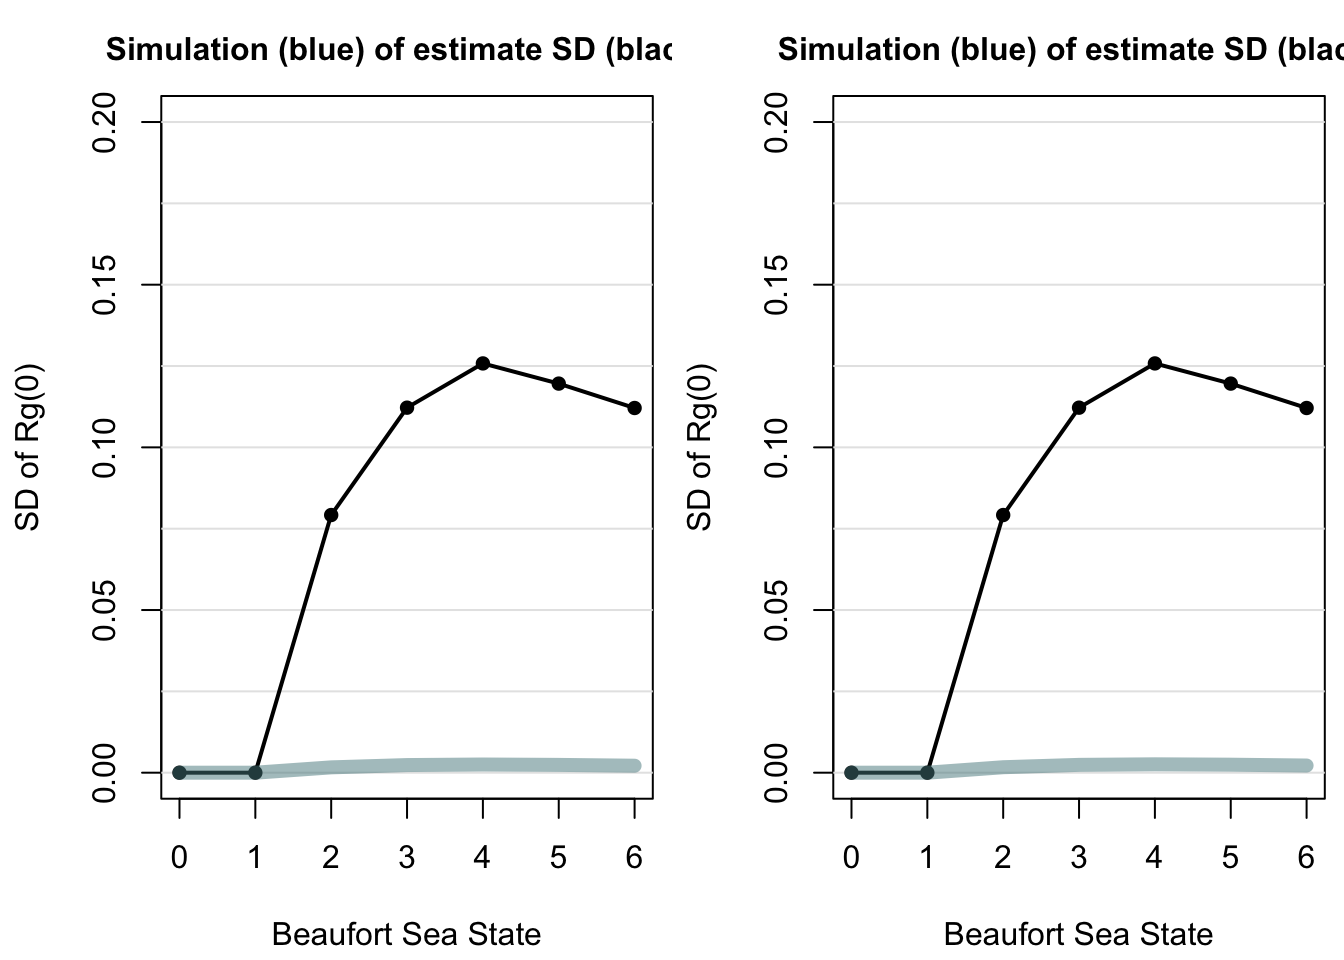 Simulation (blue) of estimate SD (blac
0.20
0.15
0.10
0.05
0.00
SD of Rg(0)
0 1 2 3 4 5 6
Beaufort Sea State
Simulation (blue) of estimate SD (blac
0.20
0.15
0.10
0.05
0.00
SD of Rg(0)
0 1 2 3 4 5 6
Beaufort Sea State